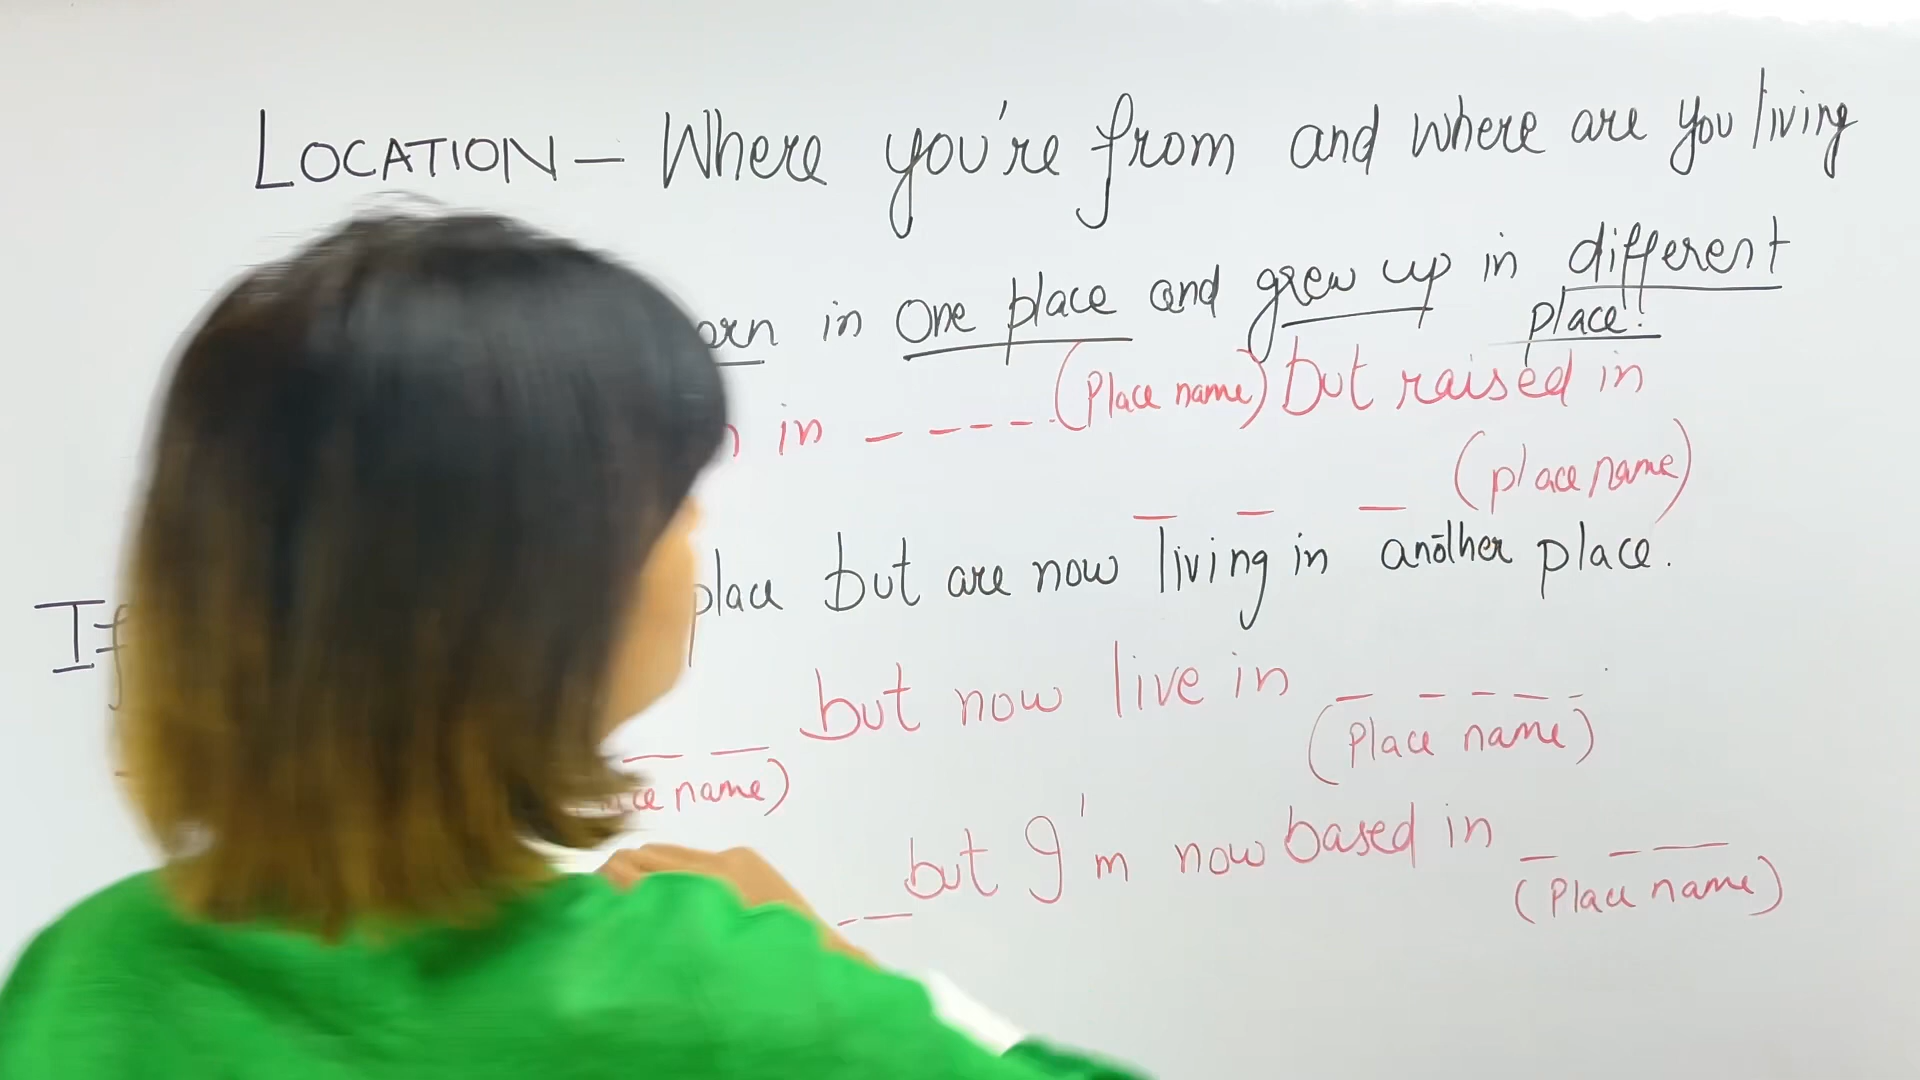 LOCATION – Where you're from and where are you living
in One place and grew up in different
place!
in _ _ _ _ _ (Place name) but raised in
_ _ _ (place name)
If place but are now living in another place.
but now live in _ _ _ _ _
name) (Place name)
_ _ but I'm now based in _ _ _
(Place name)